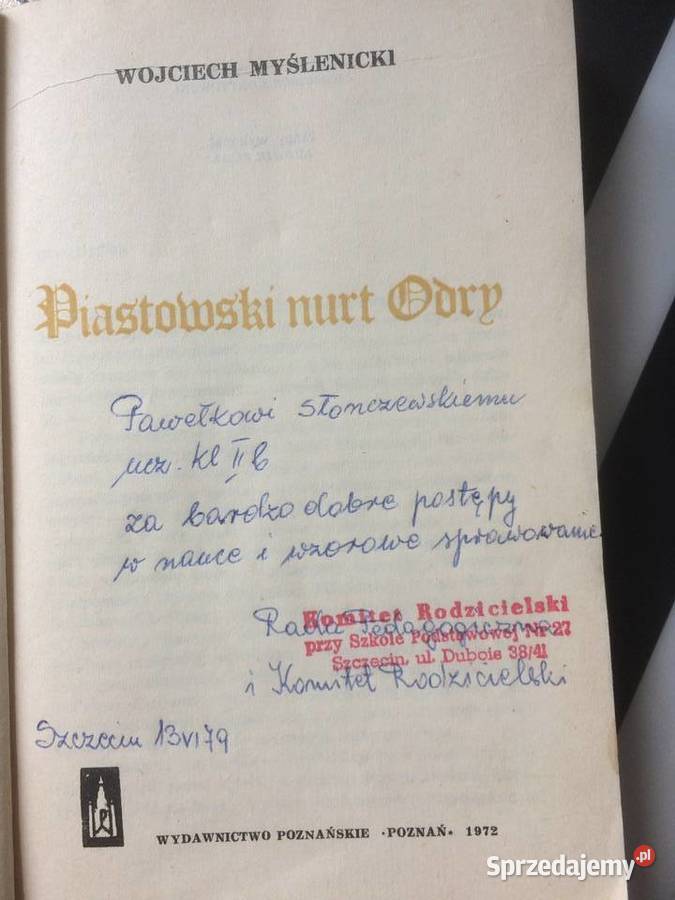 WOJCIECH MYŚLENICKI
Piastowski nurt Odry
Pawełkowi Słonczewskiemu
ucz. kl II b
za bardzo dobre postępy
w nauce i wzorowe sprawowanie
Komitet Rodzicielski
Rada Pedagogiczna
przy Szkole Podstawowej Nr 27
Szczecin, ul. Dubois 38/41
i Komitet Rodzicielski
Szczecin 13 VI 79
WYDAWNICTWO POZNAŃSKIE •POZNAŃ• 1972
Sprzedajemy.pl